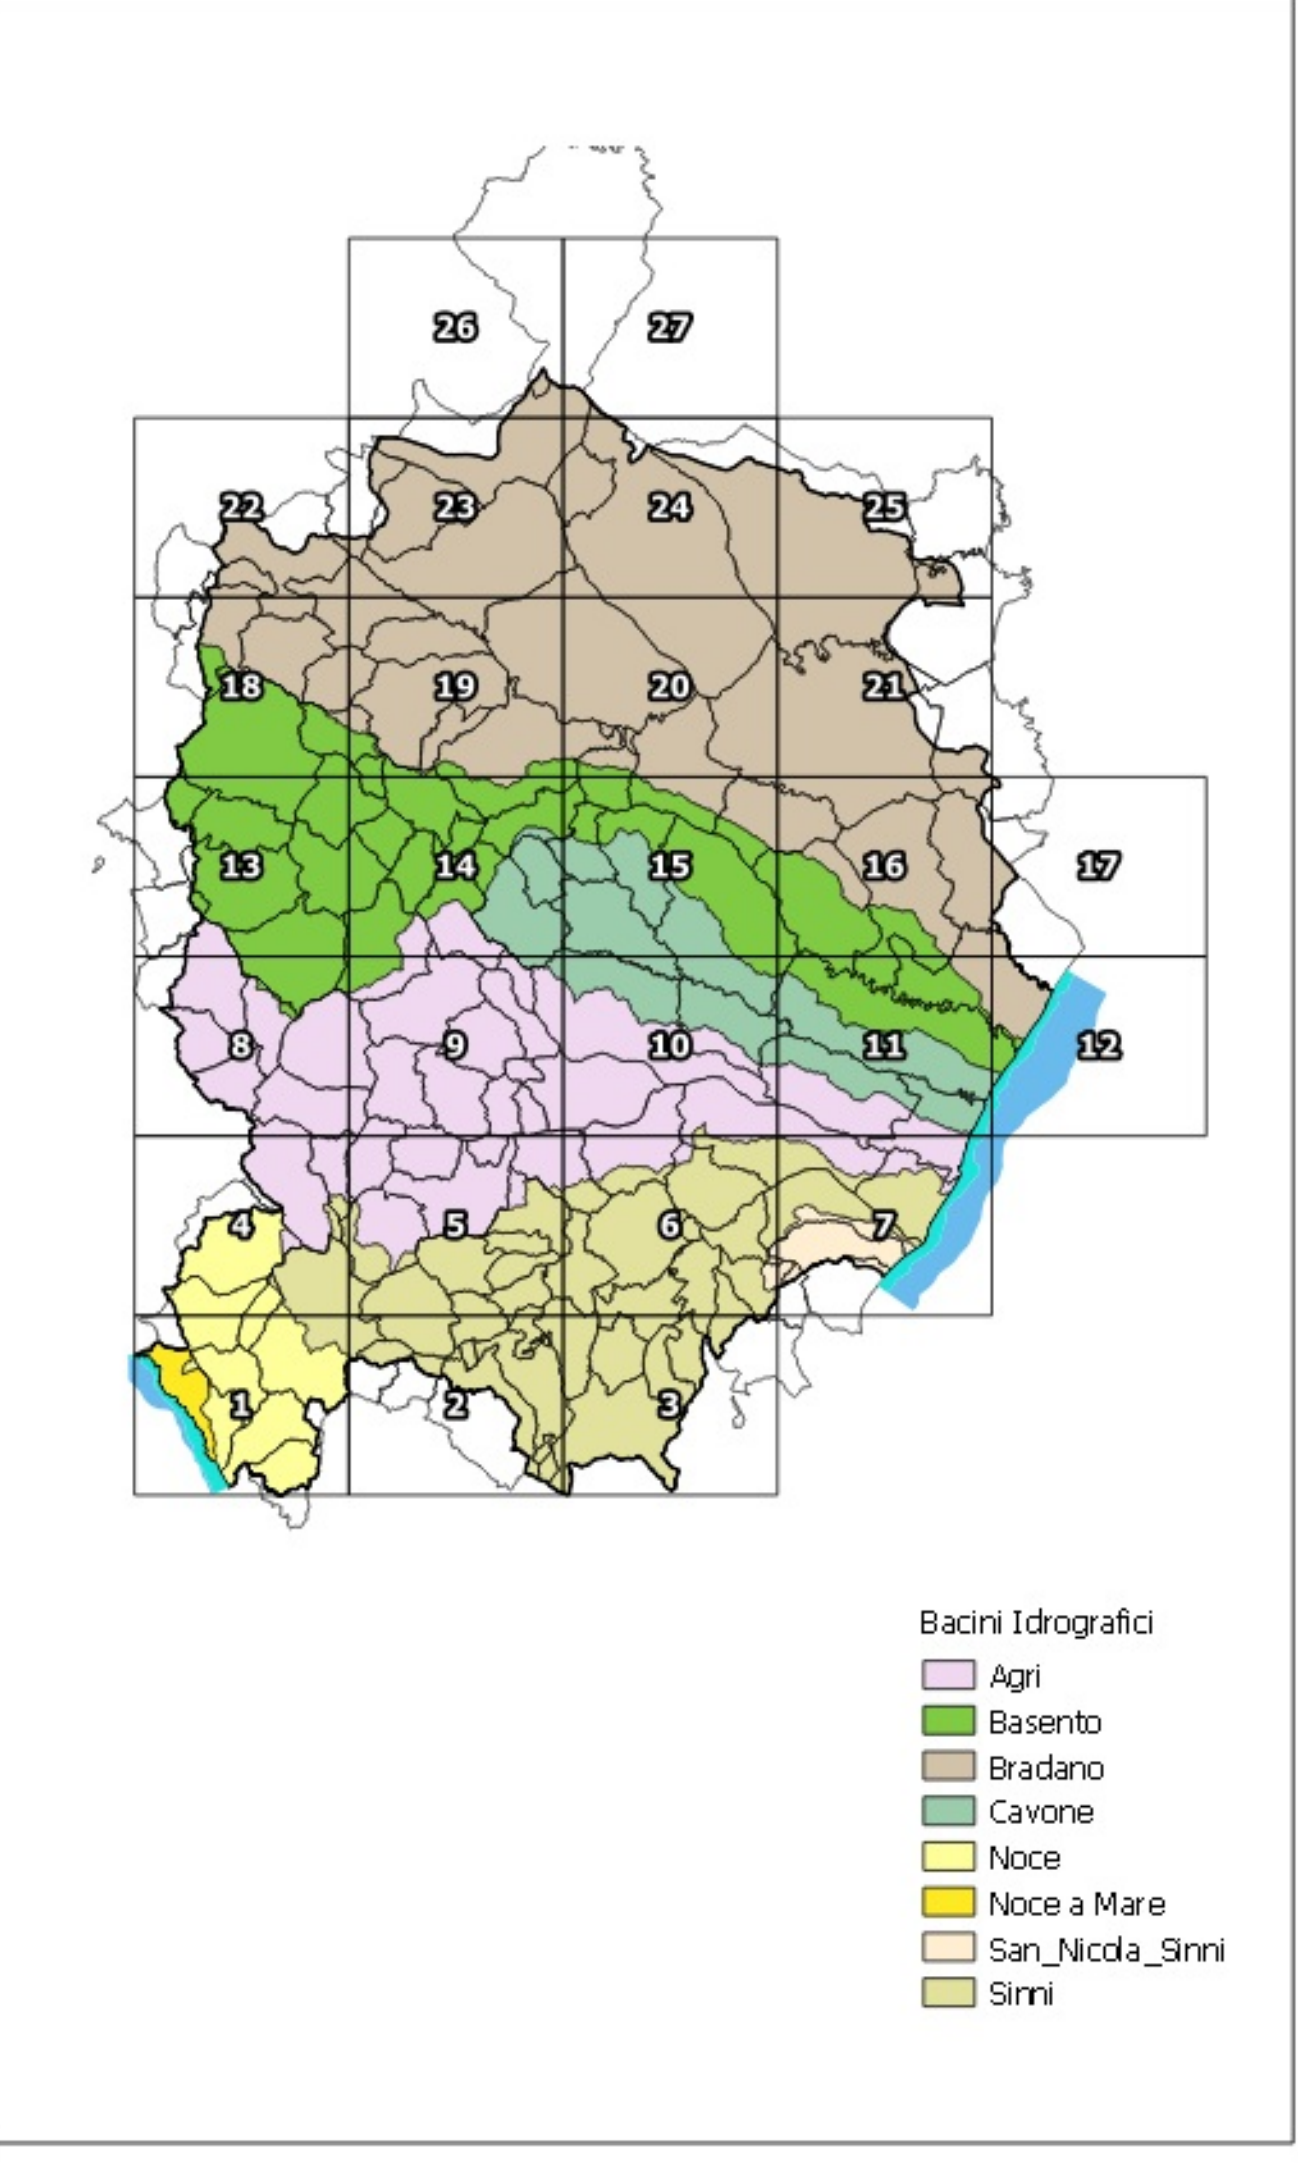 26 27
22 23 24 25
18 19 20 21
13 14 15 16 17
8 9 10 11 12
4 5 6 7
1 2 3
Bacini Idrografici
Agri
Basento
Bradano
Cavone
Noce
Noce a Mare
San_Nicola_Sinni
Sinni